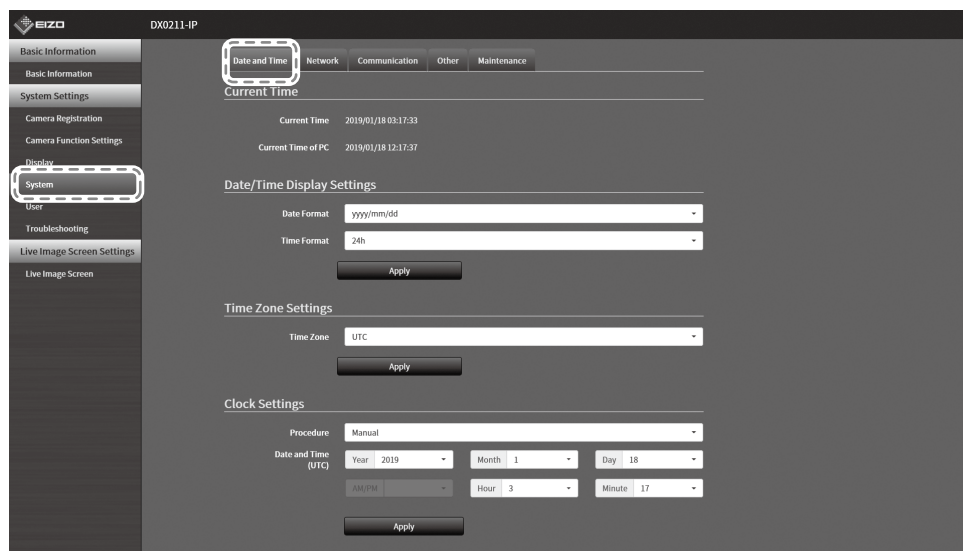 EIZO
DX0211-IP
Basic Information
Basic Information
System Settings
Camera Registration
Camera Function Settings
Display
System
User
Troubleshooting
Live Image Screen Settings
Live Image Screen
Date and Time Network Communication Other Maintenance
Current Time
Current Time 2019/01/18 03:17:33
Current Time of PC 2019/01/18 12:17:37
Date/Time Display Settings
Date Format yyyy/mm/dd
Time Format 24h
Apply
Time Zone Settings
Time Zone UTC
Apply
Clock Settings
Procedure Manual
Date and Time
(UTC)
Year 2019 Month 1 Day 18
AM/PM Hour 3 Minute 17
Apply